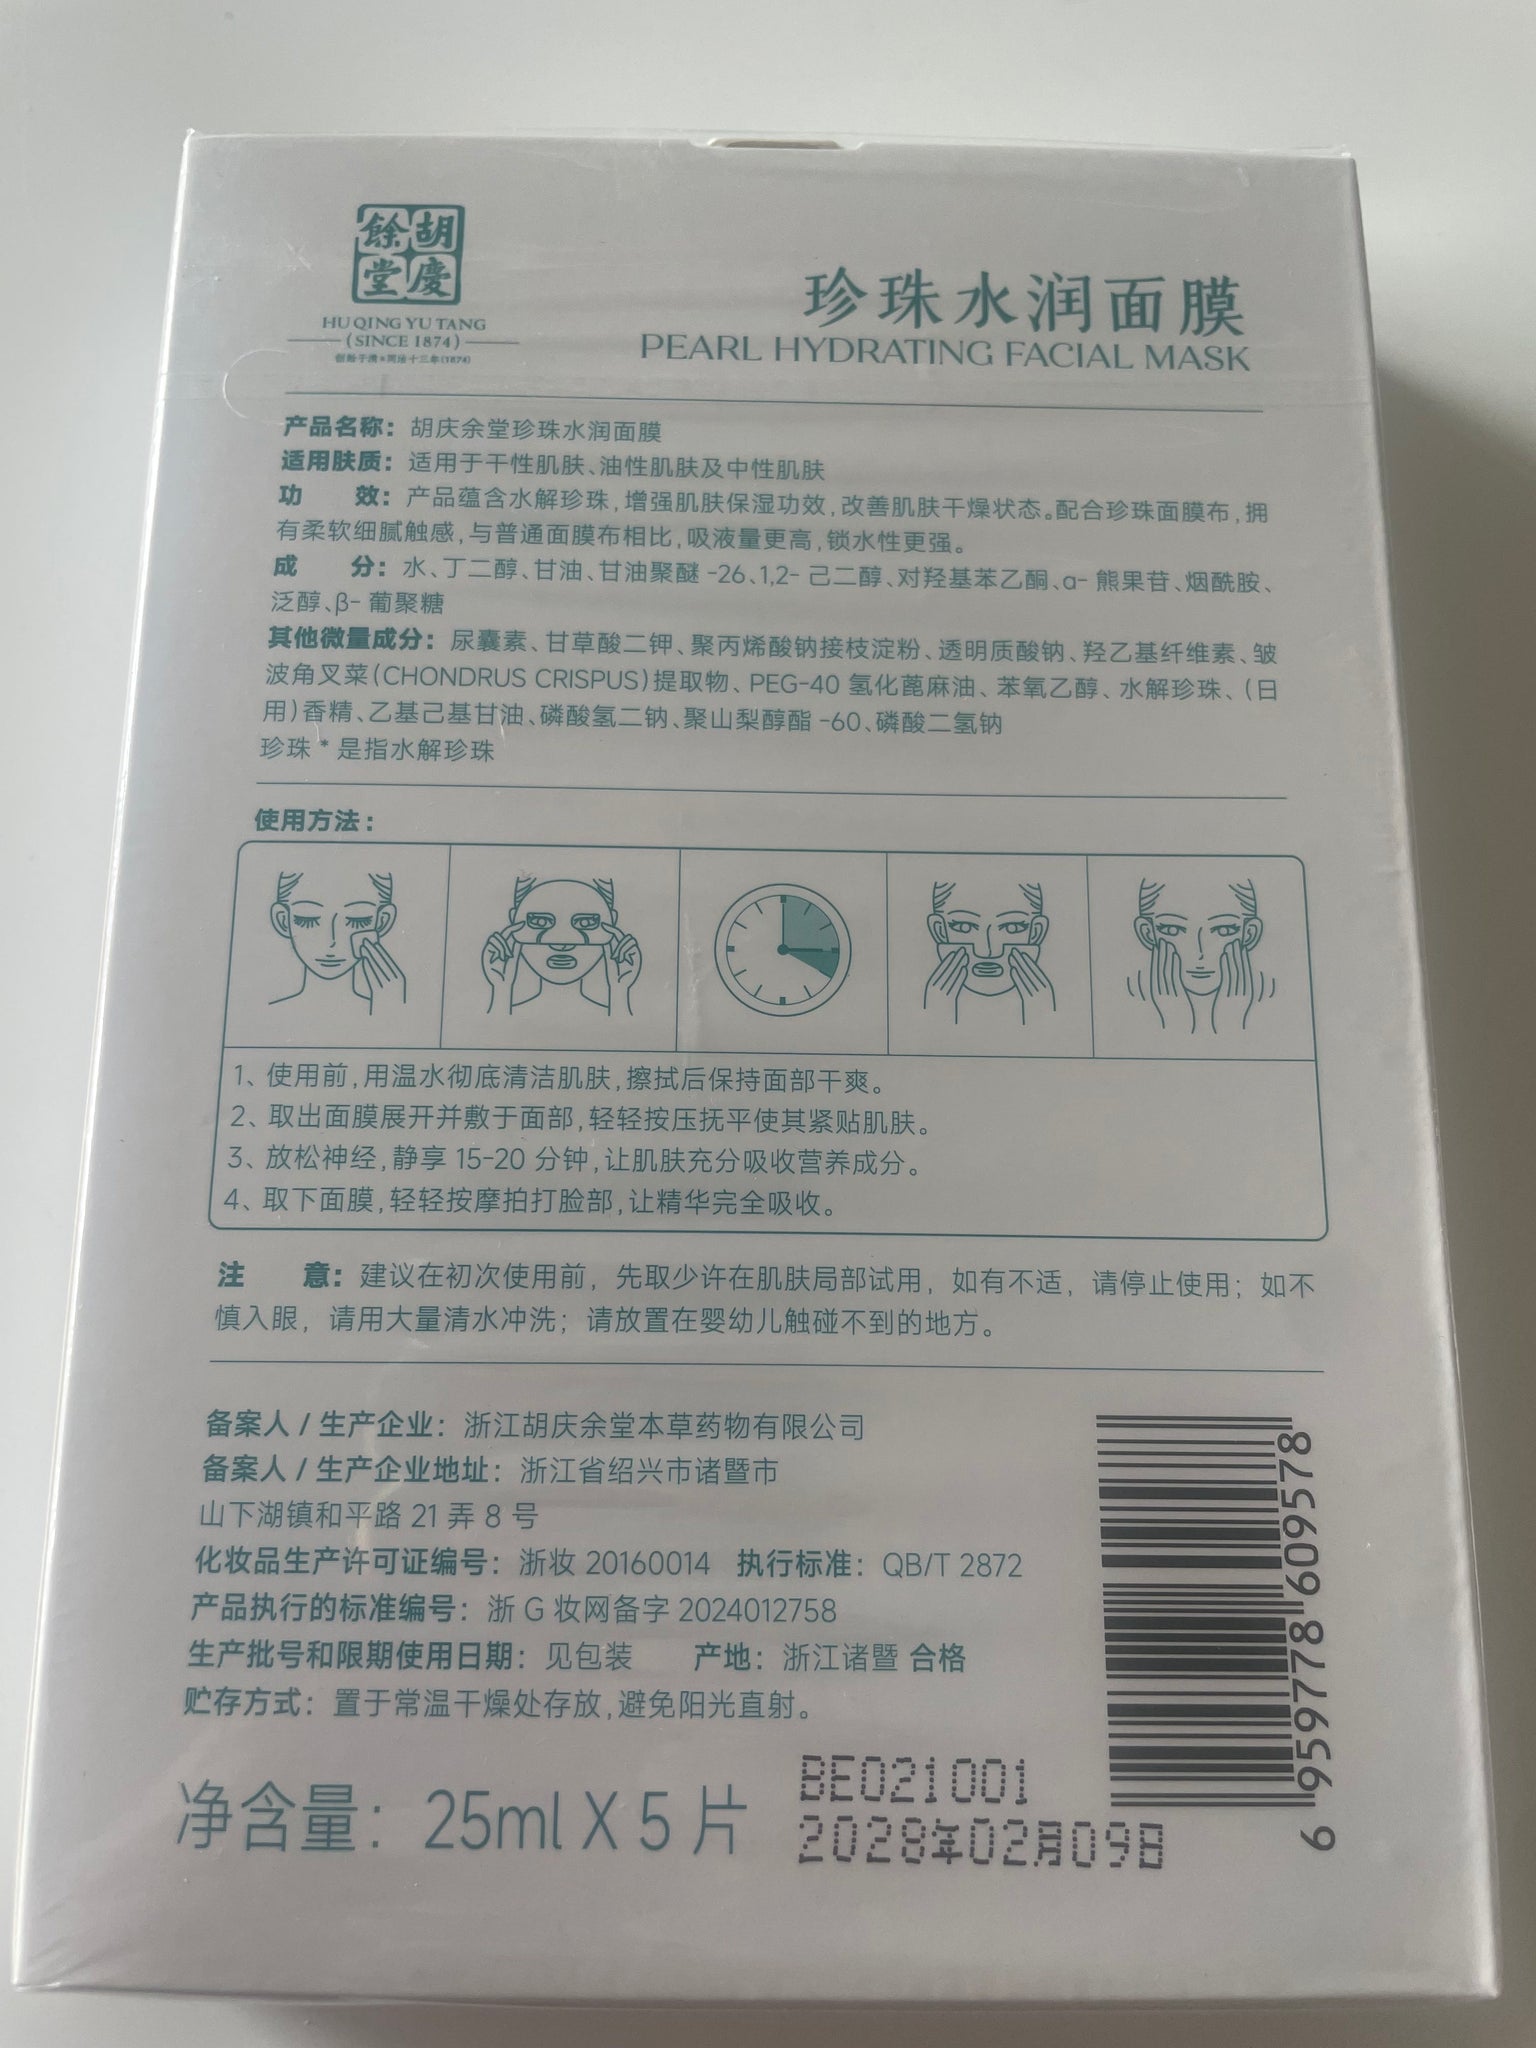 胡慶餘堂
HU QING YU TANG
(SINCE 1874)
创始于清*同治十三年(1874)
珍珠水润面膜
PEARL HYDRATING FACIAL MASK
产品名称：胡庆余堂珍珠水润面膜
适用肤质：适用于干性肌肤、油性肌肤及中性肌肤
功 效：产品蕴含水解珍珠,增强肌肤保湿功效,改善肌肤干燥状态。配合珍珠面膜布,拥
有柔软细腻触感,与普通面膜布相比,吸液量更高,锁水性更强。
成 分：水、丁二醇、甘油、甘油聚醚-26、1,2-己二醇、对羟基苯乙酮、α-熊果苷、烟酰胺、
泛醇、β-葡聚糖
其他微量成分：尿囊素、甘草酸二钾、聚丙烯酸钠接枝淀粉、透明质酸钠、羟乙基纤维素、皱
波角叉菜(CHONDRUS CRISPUS)提取物、PEG-40 氢化蓖麻油、苯氧乙醇、水解珍珠、(日
用)香精、乙基己基甘油、磷酸氢二钠、聚山梨醇酯-60、磷酸二氢钠
珍珠*是指水解珍珠
使用方法：
1、使用前,用温水彻底清洁肌肤,擦拭后保持面部干爽。
2、取出面膜展开并敷于面部,轻轻按压抚平使其紧贴肌肤。
3、放松神经,静享 15-20 分钟,让肌肤充分吸收营养成分。
4、取下面膜,轻轻按摩拍打脸部,让精华完全吸收。
注 意：建议在初次使用前，先取少许在肌肤局部试用，如有不适，请停止使用；如不
慎入眼，请用大量清水冲洗；请放置在婴幼儿触碰不到的地方。
备案人 / 生产企业：浙江胡庆余堂本草药物有限公司
备案人 / 生产企业地址：浙江省绍兴市诸暨市
山下湖镇和平路 21 弄 8 号
化妆品生产许可证编号：浙妆 20160014 执行标准：QB/T 2872
产品执行的标准编号：浙 G 妆网备字 2024012758
生产批号和限期使用日期：见包装 产地：浙江诸暨 合格
贮存方式：置于常温干燥处存放,避免阳光直射。
净含量：25ml X 5 片
BE021001
2028年02月09日
6 956778 609578